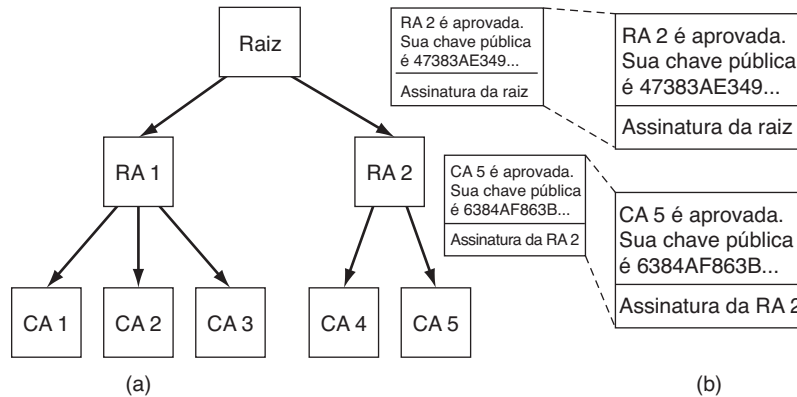 Raiz
RA 2 é aprovada.
Sua chave pública
é 47383AE349...
Assinatura da raiz
RA 2 é aprovada.
Sua chave pública
é 47383AE349...
Assinatura da raiz
RA 1
RA 2
CA 5 é aprovada.
Sua chave pública
é 6384AF863B...
Assinatura da RA 2
CA 5 é aprovada.
Sua chave pública
é 6384AF863B...
Assinatura da RA 2
CA 1
CA 2
CA 3
CA 4
CA 5
(a)
(b)